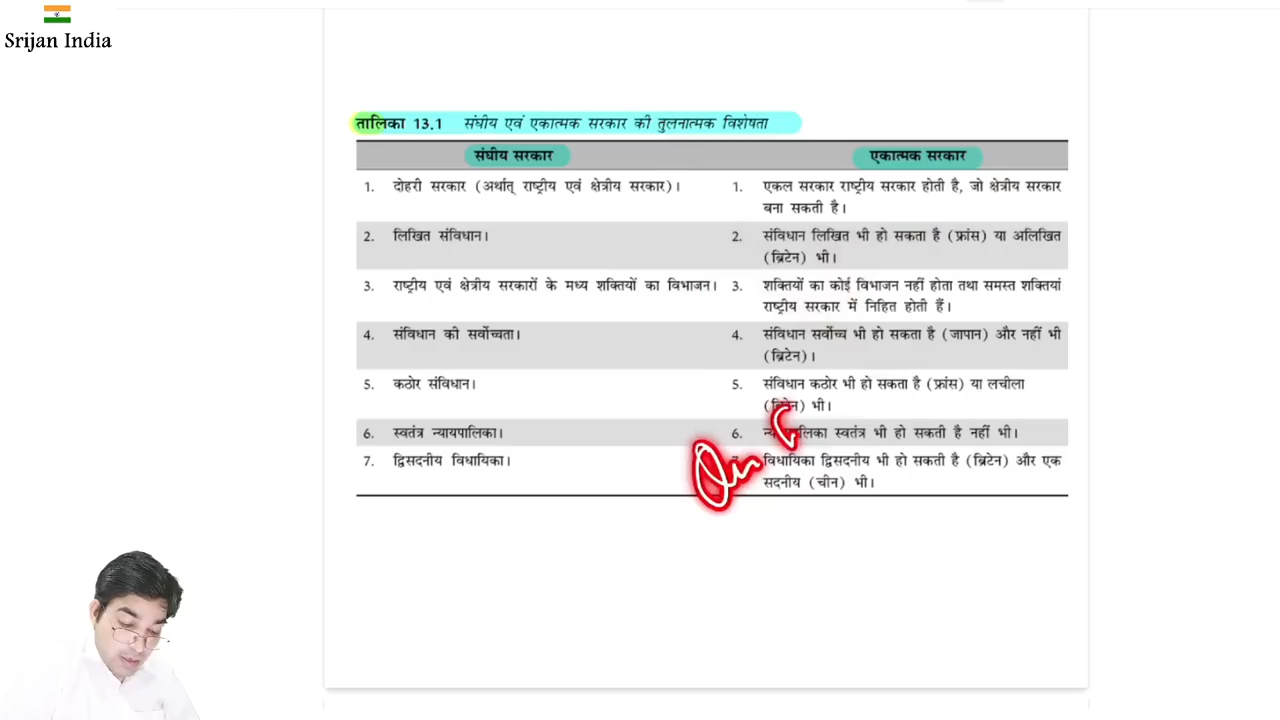 Srijan India
तालिका 13.1 संघीय एवं एकात्मक सरकार की तुलनात्मक विशेषता
संघीय सरकार
1. दोहरी सरकार (अर्थात् राष्ट्रीय एवं क्षेत्रीय सरकार)।
2. लिखित संविधान।
3. राष्ट्रीय एवं क्षेत्रीय सरकारों के मध्य शक्तियों का विभाजन।
4. संविधान की सर्वोच्चता।
5. कठोर संविधान।
6. स्वतंत्र न्यायपालिका।
7. द्विसदनीय विधायिका।
एकात्मक सरकार
1. एकल सरकार राष्ट्रीय सरकार होती है, जो क्षेत्रीय सरकार
बना सकती है।
2. संविधान लिखित भी हो सकता है (फ्रांस) या अलिखित
(ब्रिटेन) भी।
3. शक्तियों का कोई विभाजन नहीं होता तथा समस्त शक्तियां
राष्ट्रीय सरकार में निहित होती हैं।
4. संविधान सर्वोच्च भी हो सकता है (जापान) और नहीं भी
(ब्रिटेन)।
5. संविधान कठोर भी हो सकता है (फ्रांस) या लचीला
(ब्रिटेन) भी।
6. न्यायपालिका स्वतंत्र भी हो सकती है नहीं भी।
विधायिका द्विसदनीय भी हो सकती है (ब्रिटेन) और एक
सदनीय (चीन) भी।